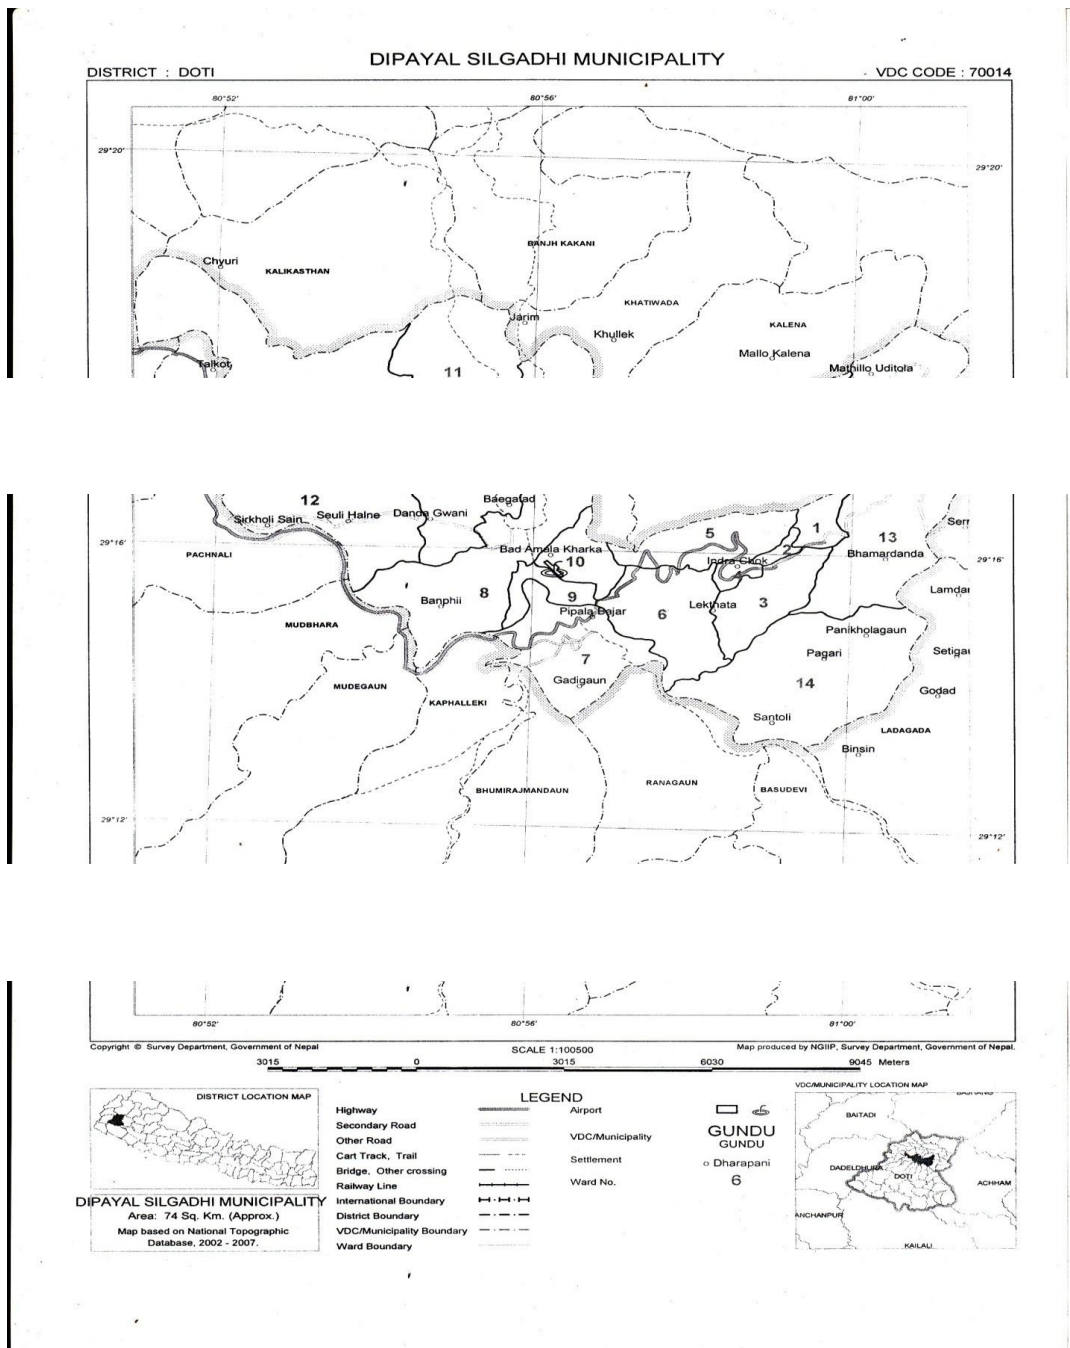 DIPAYAL SILGADHI MUNICIPALITY
DISTRICT : DOTI
VDC CODE : 70014
80°52'
80°56'
81°00'
29°20'
29°20'
BANJH KAKANI
Chyuri
KALIKASTHAN
KHATIWADA
Jarim
KALENA
Khullek
Mallo Kalena
Talkot
11
Mathillo Uditola
12
Baegafad
Sirkholi Sain
Seuli Halne
Danda Gwani
5
1
13
29°16'
PACHNALI
Bad Amala Kharka
2
Bhamardanda
10
Indra Chok
29°16'
4
Banphii
8
9
Lekthata
3
Pipala Bajar
6
MUDBHARA
Panikholagaun
7
Pagari
MUDEGAUN
Gadigaun
14
Godad
KAPHALLEKI
Santoli
LADAGADA
Binsin
BHUMIRAJMANDAUN
RANAGAUN
BASUDEVI
29°12'
29°12'
80°52'
80°56'
81°00'
Copyright © Survey Department, Government of Nepal
SCALE 1:100500
Map produced by NGIIP, Survey Department, Government of Nepal.
3015
0
3015
6030
9045 Meters
DISTRICT LOCATION MAP
DIPAYAL SILGADHI MUNICIPALITY
Area: 74 Sq. Km. (Approx.)
Map based on National Topographic
Database, 2002 - 2007.
LEGEND
Highway
Secondary Road
Other Road
Cart Track, Trail
Bridge, Other crossing
Railway Line
International Boundary
District Boundary
VDC/Municipality Boundary
Ward Boundary
Airport
VDC/Municipality
GUNDU
GUNDU
Settlement
Dharapani
Ward No.
6
VDC/MUNICIPALITY LOCATION MAP
BAITADI
DADELDHURA
DOTI
ACHHAM
KAILALI